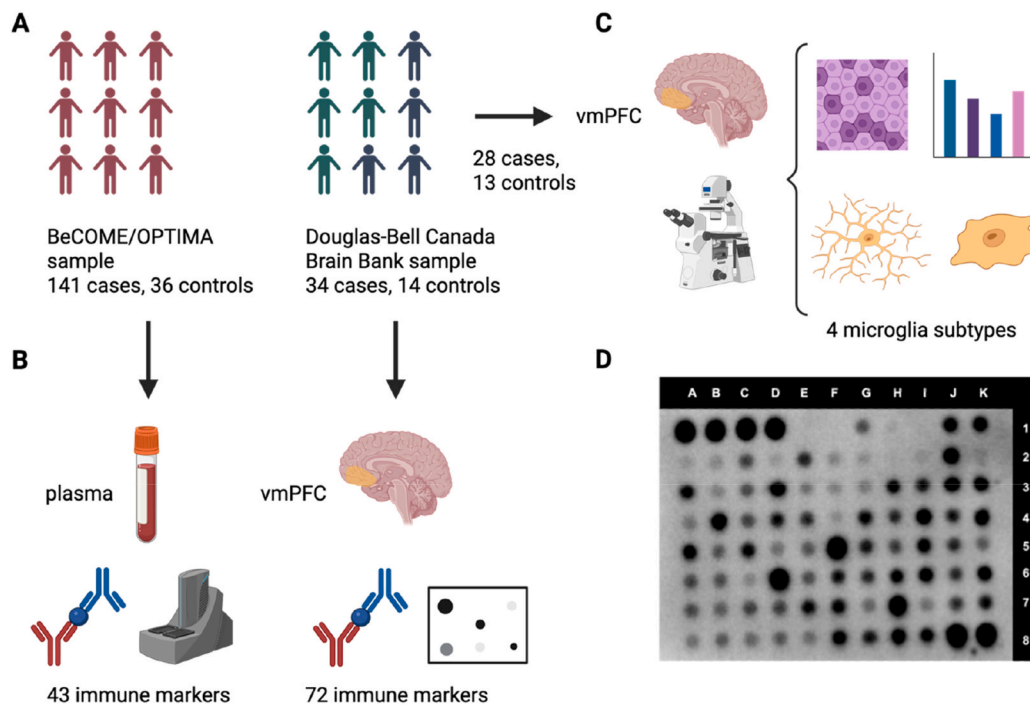 A
BeCOME/OPTIMA
sample
141 cases, 36 controls
Douglas-Bell Canada
Brain Bank sample
34 cases, 14 controls
28 cases,
13 controls
C
vmPFC
4 microglia subtypes
B
plasma
43 immune markers
vmPFC
72 immune markers
D
A B C D E F G H I J K
1
2
3
4
5
6
7
8